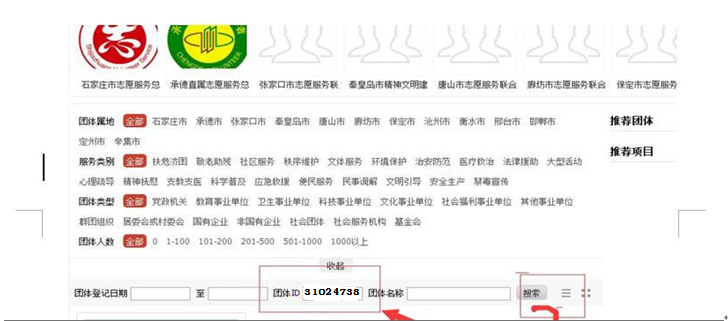 石家庄市志愿服务总 承德直属志愿服务总 张家口市志愿服务联 秦皇岛市精神文明建 唐山市志愿服务联合 廊坊市志愿服务联合 保定市志愿服务
团体属地 全部 石家庄市 承德市 张家口市 秦皇岛市 唐山市 廊坊市 保定市 沧州市 衡水市 邢台市 邯郸市
定州市 辛集市
服务类别 全部 扶危济困 敬老助残 社区服务 秩序维护 文体服务 环境保护 治安防范 医疗救治 法律援助 大型活动
心理疏导 精神抚慰 支教支医 科学普及 应急救援 便民服务 民事调解 文明引导 安全生产 禁毒宣传
团体类型 全部 党政机关 教育事业单位 卫生事业单位 科技事业单位 文化事业单位 社会福利事业单位 其他事业单位
群团组织 居委会或村委会 国有企业 非国有企业 社会团体 社会服务机构 基金会
团体人数 全部 0 1-100 101-200 201-500 501-1000 1000以上
收起
团体登记日期 至 团体ID 31024738 团体名称 搜索
推荐团体
推荐项目